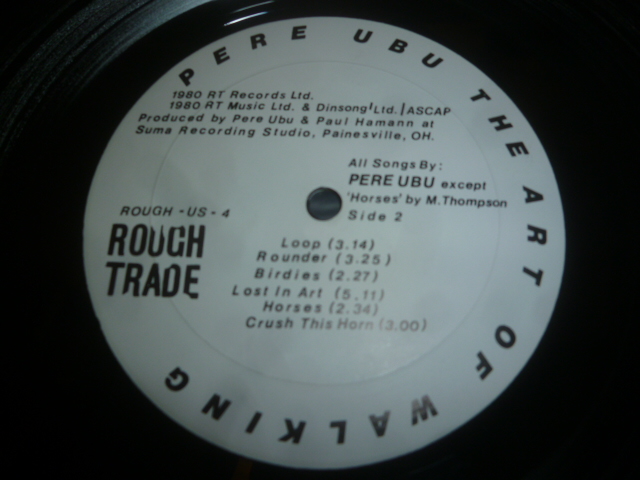 PERE UBU THE ART OF WALKING
1980 RT Records Ltd.
1980 RT Music Ltd. & Dinsong'Ltd. | ASCAP
Produced by Pere Ubu & Paul Hamann at
Suma Recording Studio, Painesville, OH.
All Songs By:
PERE UBU except
'Horses' by M.Thompson
Side 2
ROUGH - US - 4
ROUGH
TRADE
Loop (3.14)
Rounder (3.25)
Birdies (2.27)
Lost In Art (5.11)
Horses (2.34)
Crush This Horn (3.00)